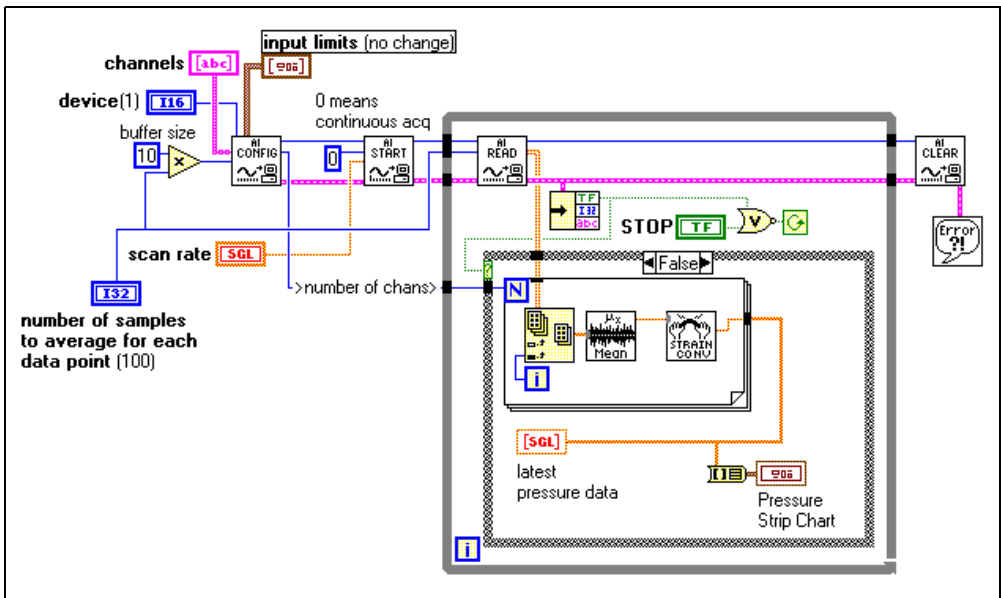 input limits (no change)
channels [abc]
device(1) I16
0 means
continuous acq
buffer size
10
x
AI
CONFIG
0
AI
START
AI
READ
AI
CLEAR
TF
I32
abc
STOP TF
V
Error
?!
scan rate SGL
?
False
>number of chans>
N
I32
number of samples
to average for each
data point (100)
μx
Mean
STRAIN
CONV
i
[SGL]
latest
pressure data
Pressure
Strip Chart
i